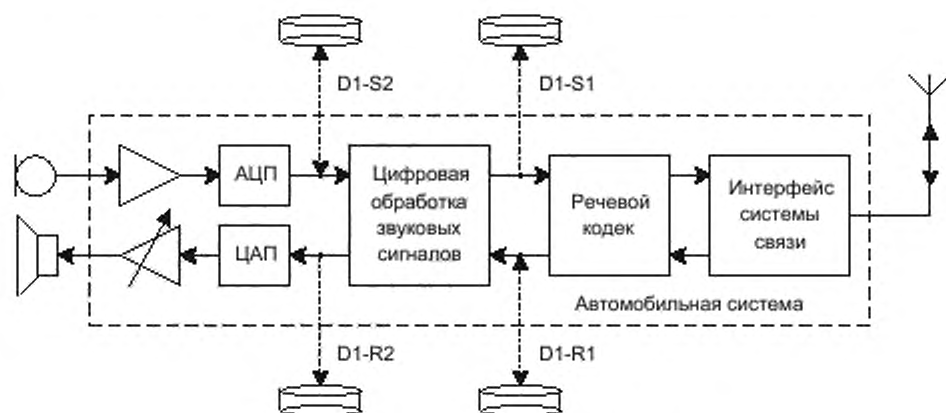 D1-S2
D1-S1
АЦП
Цифровая
обработка
звуковых
сигналов
Речевой
кодек
Интерфейс
системы
связи
ЦАП
Автомобильная система
D1-R2
D1-R1